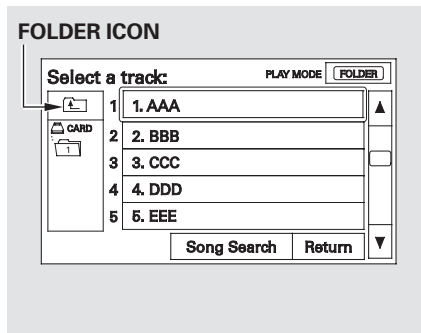 FOLDER ICON
Select a track: PLAY MODE FOLDER
1 1. AAA
CARD
1
2 2. BBB
3 3. CCC
4 4. DDD
5 5. EEE
Song Search Return